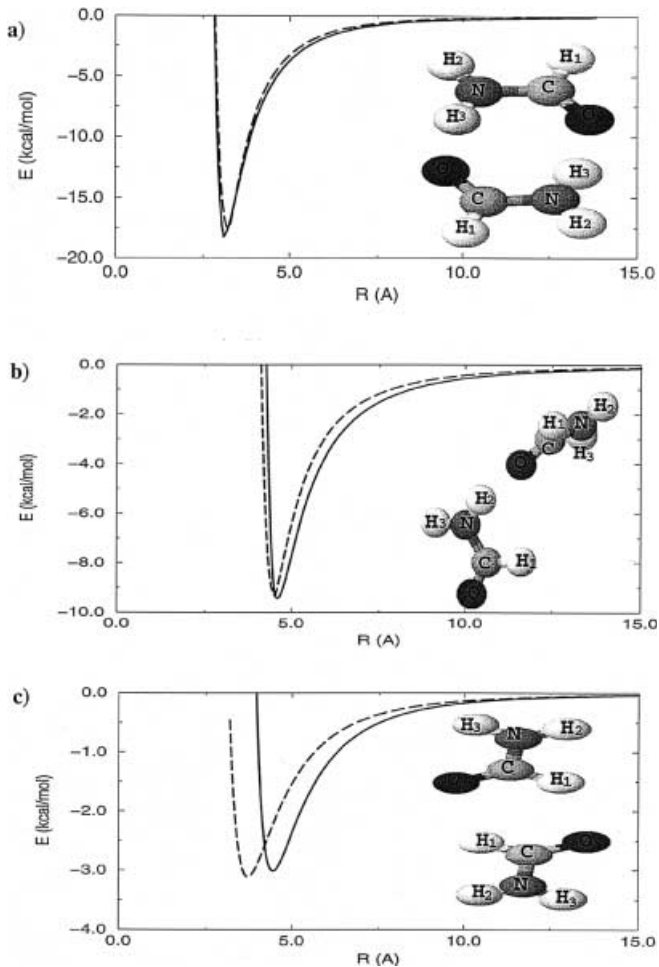 a)
0.0
−5.0
−10.0
−15.0
−20.0
E (kcal/mol)
H2
H1
N
C
H3
O
O
H3
C
N
H1
H2
0.0
5.0
10.0
15.0
R (A)
b)
0.0
−2.0
−4.0
−6.0
−8.0
−10.0
E (kcal/mol)
H2
H1
N
C
H3
O
H2
H3
N
C
H1
O
0.0
5.0
10.0
15.0
R (A)
c)
0.0
−1.0
−2.0
−3.0
−4.0
E (kcal/mol)
H3
N
H2
C
O
H1
H1
O
C
H2
N
H3
0.0
5.0
10.0
15.0
R (A)